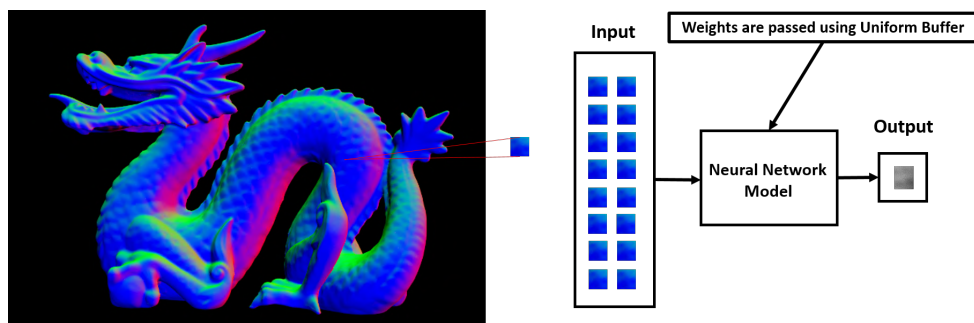 Weights are passed using Uniform Buffer
Input
Neural Network
Model
Output